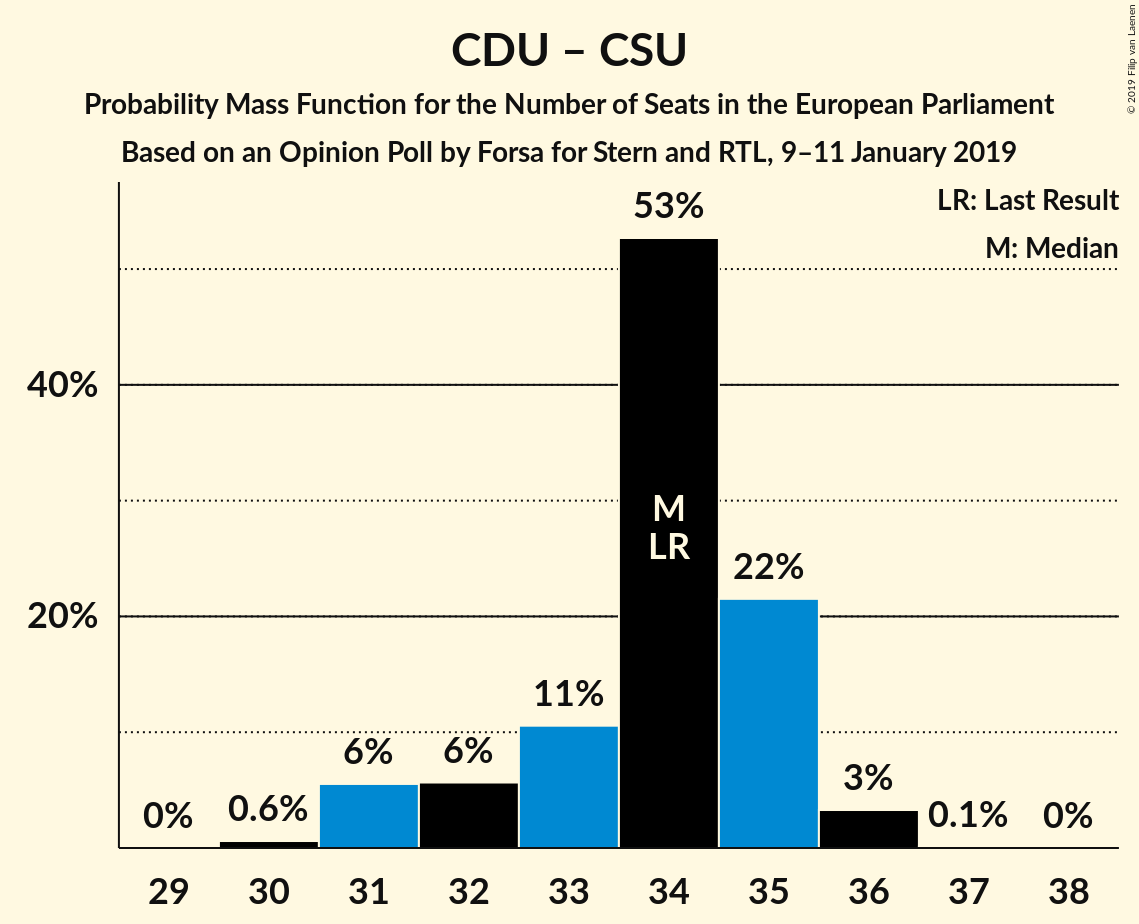 CDU – CSU
Probability Mass Function for the Number of Seats in the European Parliament
Based on an Opinion Poll by Forsa for Stern and RTL, 9–11 January 2019
© 2019 Filip van Laenen
LR: Last Result
M: Median
53%
40%
M
LR
22%
20%
11%
6%
6%
3%
0%
0.6%
0.1%
0%
29
30
31
32
33
34
35
36
37
38